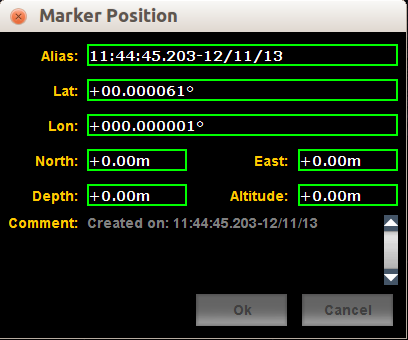 Marker Position
Alias: 11:44:45.203-12/11/13
Lat: +00.000061°
Lon: +000.000001°
North: +0.00m East: +0.00m
Depth: +0.00m Altitude: +0.00m
Comment: Created on: 11:44:45.203-12/11/13
Ok Cancel